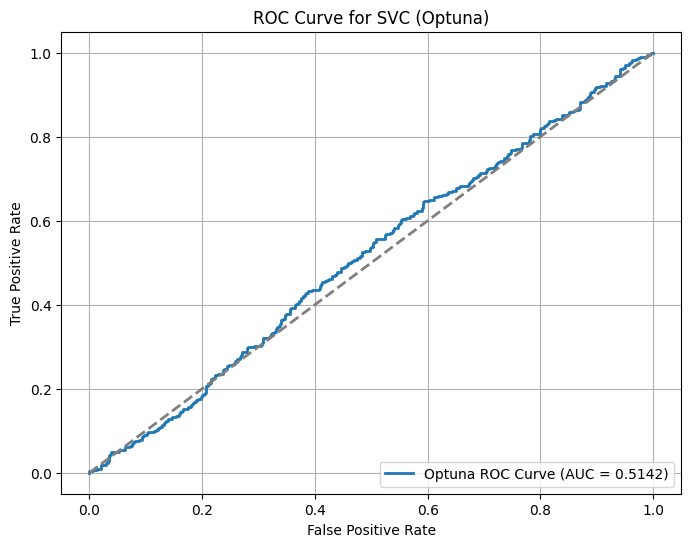 ROC Curve for SVC (Optuna)
True Positive Rate
1.0
0.8
0.6
0.4
0.2
0.0
Optuna ROC Curve (AUC = 0.5142)
0.0 0.2 0.4 0.6 0.8 1.0
False Positive Rate